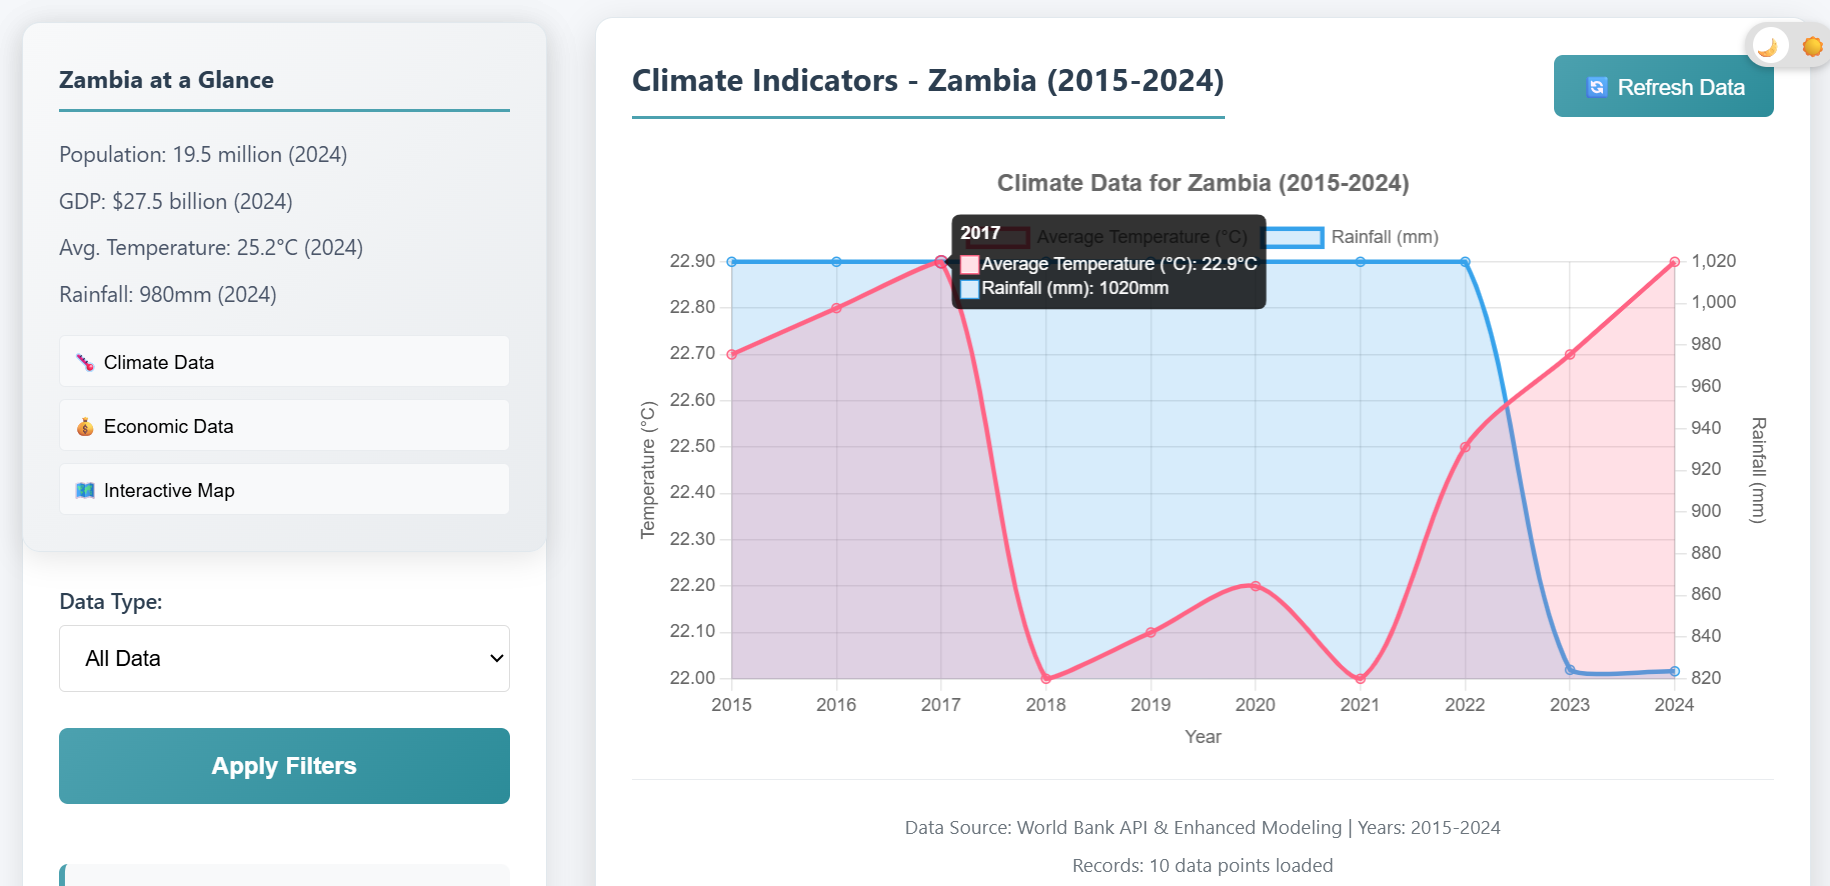 Zambia at a Glance
Population: 19.5 million (2024)
GDP: $27.5 billion (2024)
Avg. Temperature: 25.2°C (2024)
Rainfall: 980mm (2024)
Climate Data
Economic Data
Interactive Map
Data Type:
All Data
Apply Filters
Climate Indicators - Zambia (2015-2024)
Refresh Data
Climate Data for Zambia (2015-2024)
Average Temperature (°C)
Rainfall (mm)
2017
Average Temperature (°C): 22.9°C
Rainfall (mm): 1020mm
Temperature (°C)
22.90
22.80
22.70
22.60
22.50
22.40
22.30
22.20
22.10
22.00
1,020
1,000
980
960
940
920
900
880
860
840
820
Rainfall (mm)
2015 2016 2017 2018 2019 2020 2021 2022 2023 2024
Year
Data Source: World Bank API & Enhanced Modeling | Years: 2015-2024
Records: 10 data points loaded